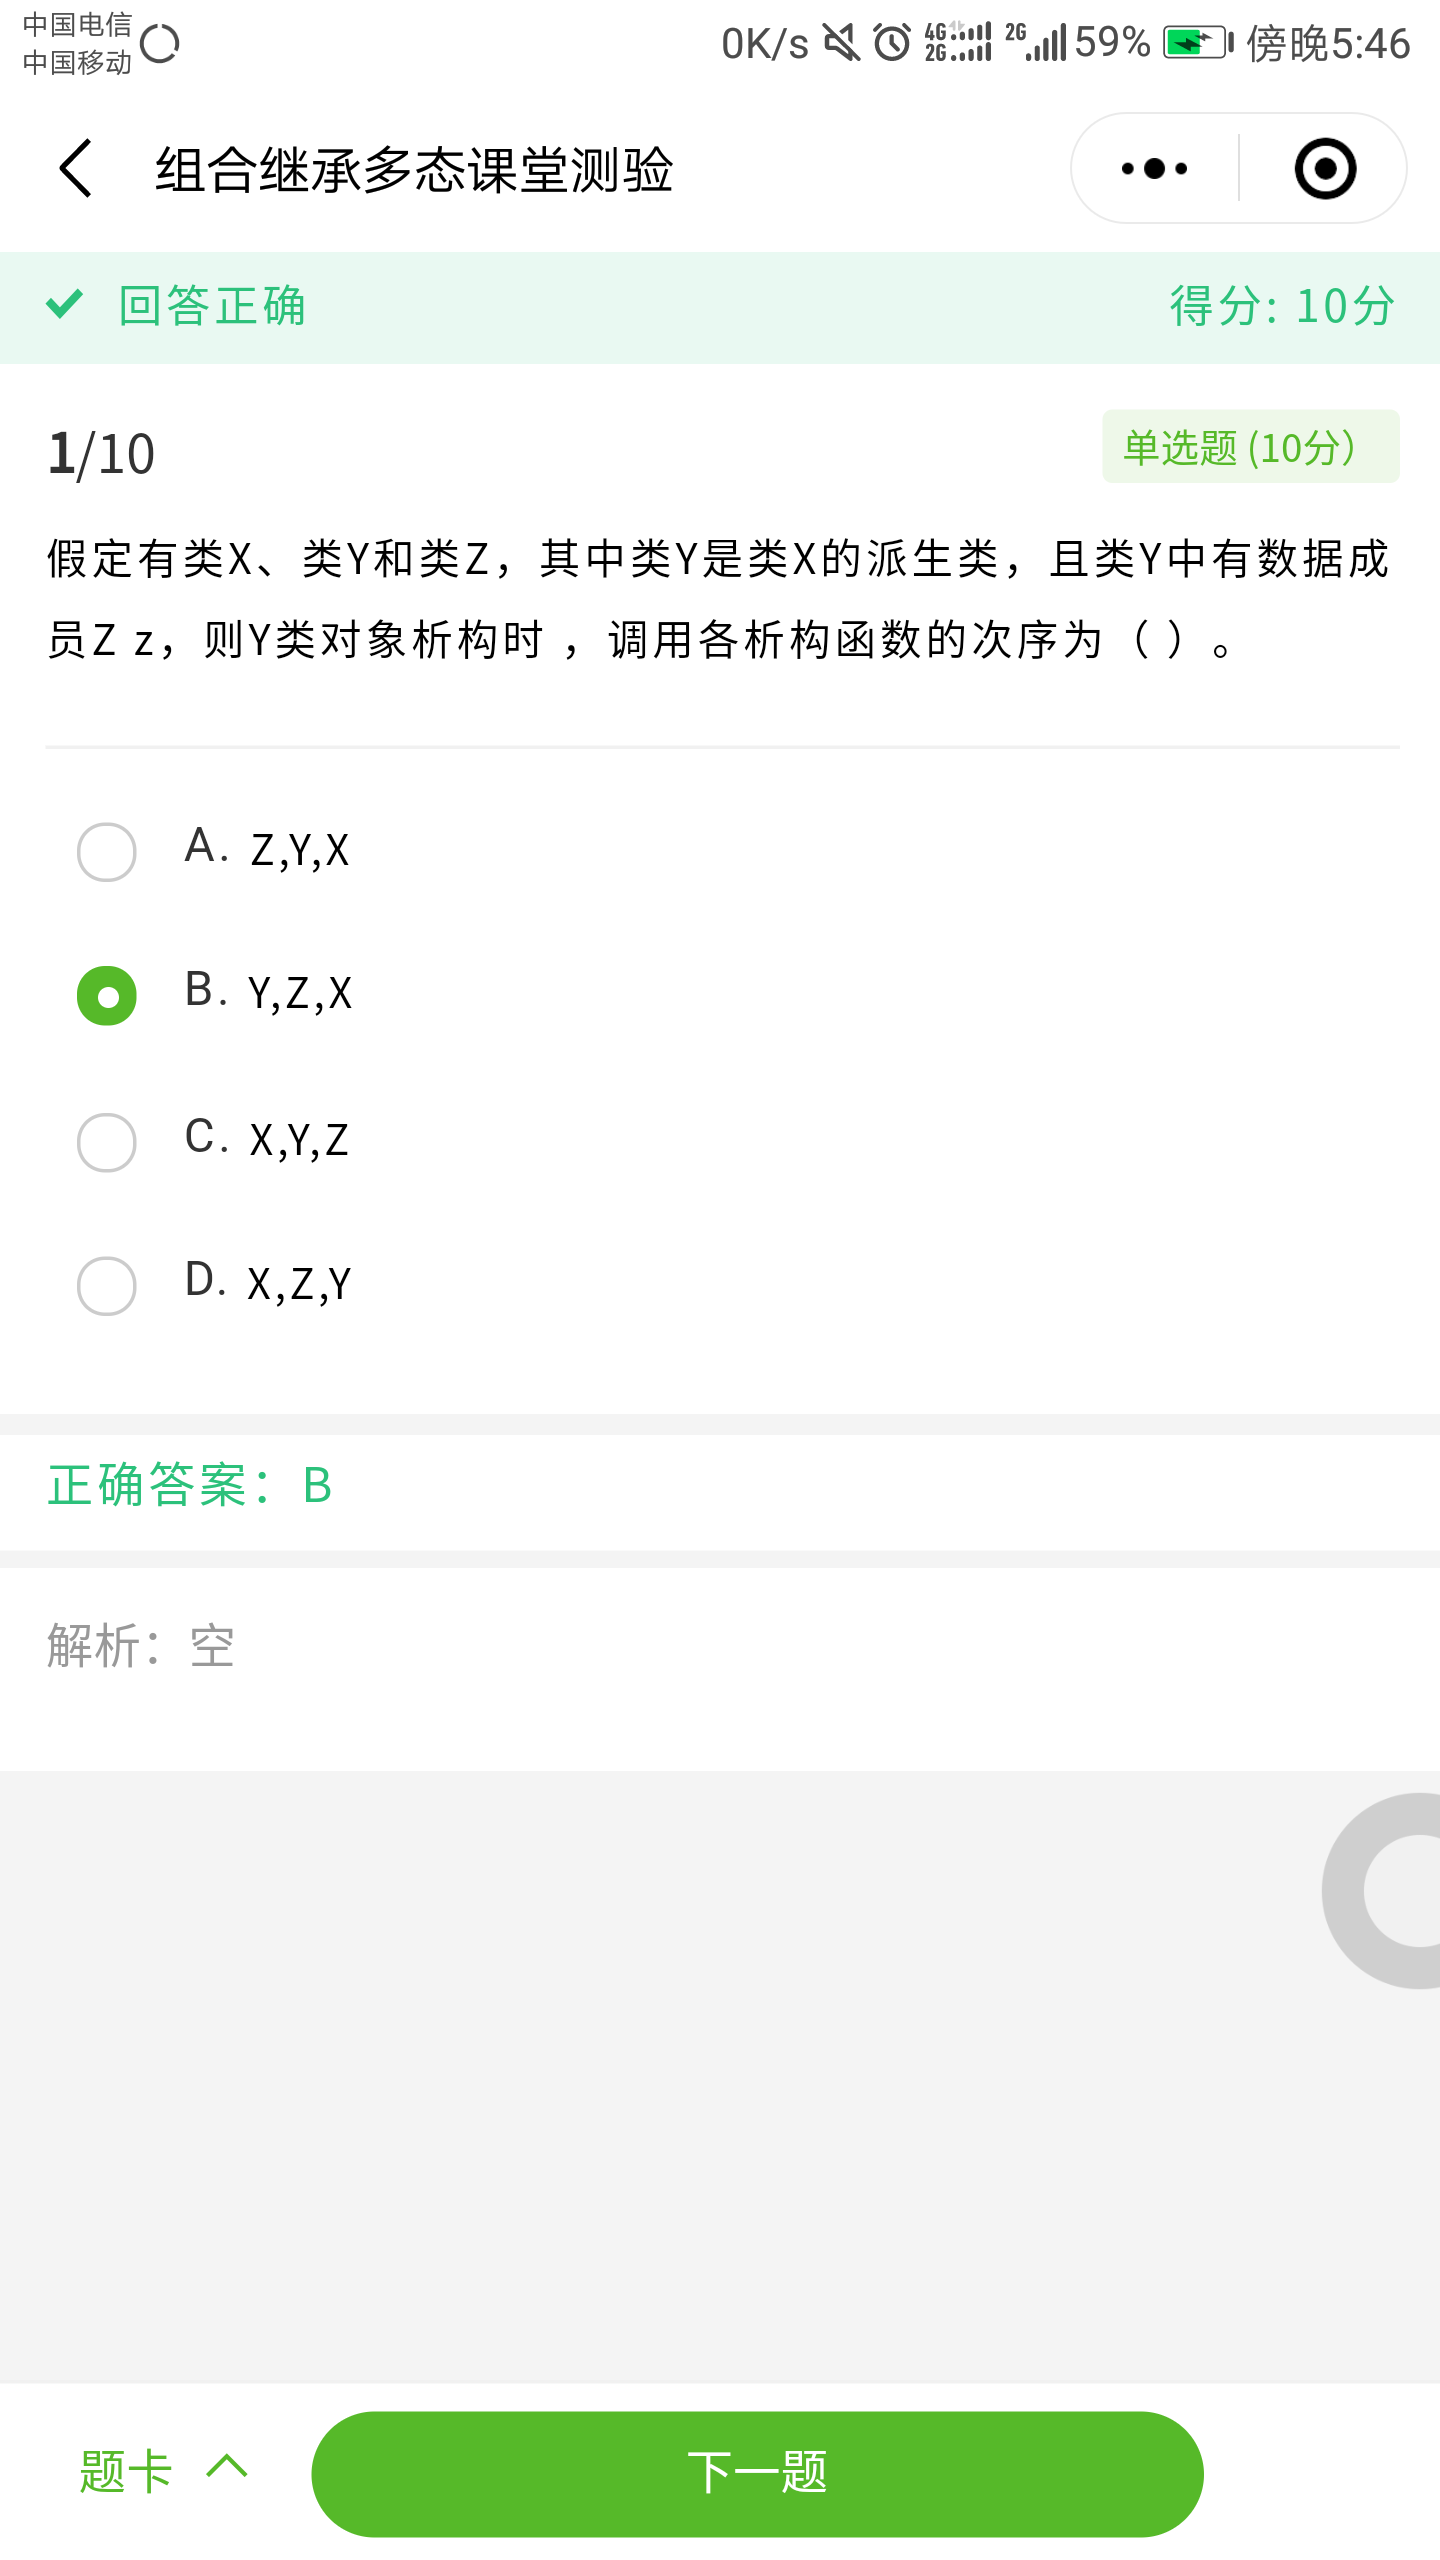 中国电信
中国移动
0K/s 4G 2G 2G 59% 傍晚5:46
组合继承多态课堂测验
回答正确 得分: 10分
1/10
单选题 (10分）
假定有类X、类Y和类Z，其中类Y是类X的派生类，且类Y中有数据成
员Z z，则Y类对象析构时 ，调用各析构函数的次序为（ ）。
A. Z,Y,X
B. Y,Z,X
C. X,Y,Z
D. X,Z,Y
正确答案：B
解析：空
题卡 下一题